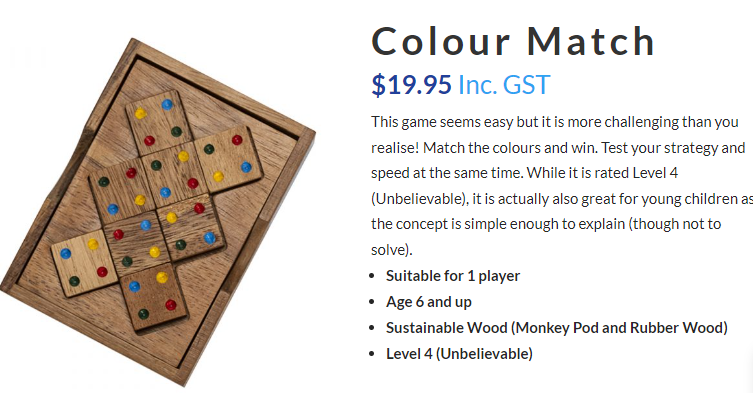 Colour Match
$19.95 Inc. GST
This game seems easy but it is more challenging than you
realise! Match the colours and win. Test your strategy and
speed at the same time. While it is rated Level 4
(Unbelievable), it is actually also great for young children as
the concept is simple enough to explain (though not to
solve).
• Suitable for 1 player
• Age 6 and up
• Sustainable Wood (Monkey Pod and Rubber Wood)
• Level 4 (Unbelievable)